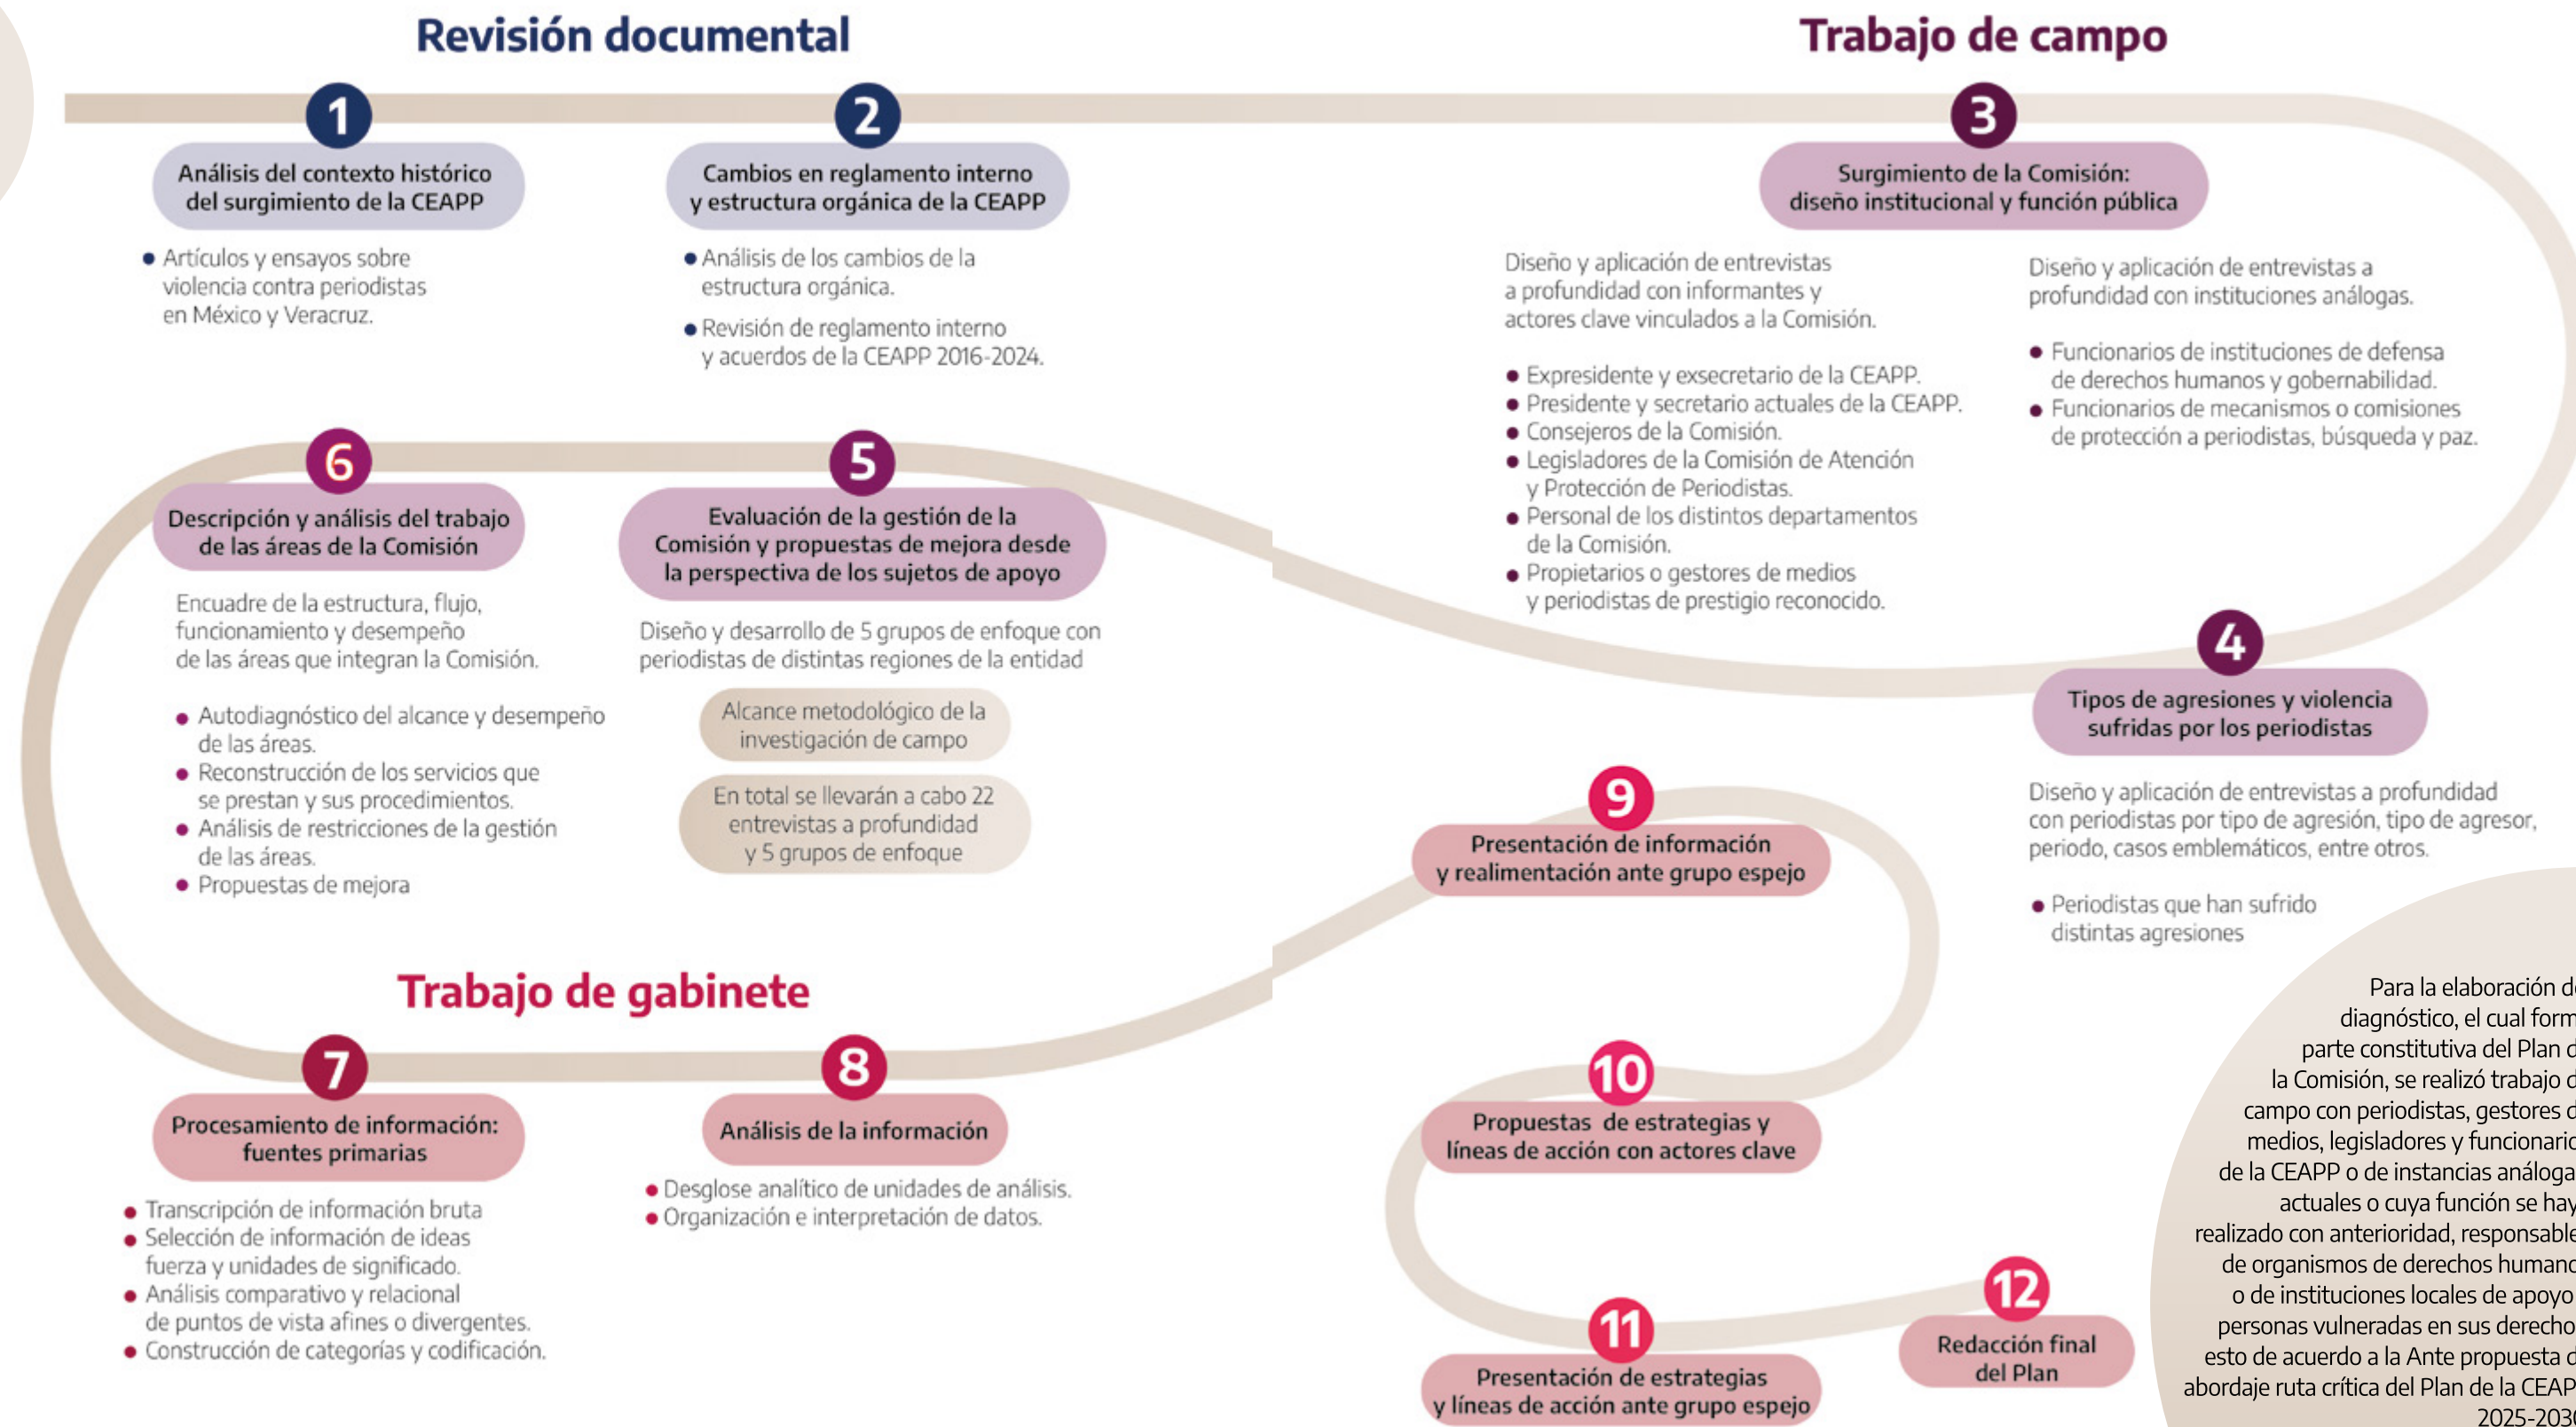 Revisión documental
1
Análisis del contexto histórico
del surgimiento de la CEAPP
● Artículos y ensayos sobre
violencia contra periodistas
en México y Veracruz.
2
Cambios en reglamento interno
y estructura orgánica de la CEAPP
● Análisis de los cambios de la
estructura orgánica.
● Revisión de reglamento interno
y acuerdos de la CEAPP 2016-2024.
Trabajo de campo
3
Surgimiento de la Comisión:
diseño institucional y función pública
Diseño y aplicación de entrevistas
a profundidad con informantes y
actores clave vinculados a la Comisión.
● Expresidente y exsecretario de la CEAPP.
● Presidente y secretario actuales de la CEAPP.
● Consejeros de la Comisión.
● Legisladores de la Comisión de Atención
y Protección de Periodistas.
● Personal de los distintos departamentos
de la Comisión.
● Propietarios o gestores de medios
y periodistas de prestigio reconocido.
Diseño y aplicación de entrevistas a
profundidad con instituciones análogas.
● Funcionarios de instituciones de defensa
de derechos humanos y gobernabilidad.
● Funcionarios de mecanismos o comisiones
de protección a periodistas, búsqueda y paz.
4
Tipos de agresiones y violencia
sufridas por los periodistas
Diseño y aplicación de entrevistas a profundidad
con periodistas por tipo de agresión, tipo de agresor,
periodo, casos emblemáticos, entre otros.
● Periodistas que han sufrido
distintas agresiones
5
Evaluación de la gestión de la
Comisión y propuestas de mejora desde
la perspectiva de los sujetos de apoyo
Diseño y desarrollo de 5 grupos de enfoque con
periodistas de distintas regiones de la entidad
Alcance metodológico de la
investigación de campo
En total se llevarán a cabo 22
entrevistas a profundidad
y 5 grupos de enfoque
6
Descripción y análisis del trabajo
de las áreas de la Comisión
Encuadre de la estructura, flujo,
funcionamiento y desempeño
de las áreas que integran la Comisión.
● Autodiagnóstico del alcance y desempeño
de las áreas.
● Reconstrucción de los servicios que
se prestan y sus procedimientos.
● Análisis de restricciones de la gestión
de las áreas.
● Propuestas de mejora
Trabajo de gabinete
7
Procesamiento de información:
fuentes primarias
● Transcripción de información bruta
● Selección de información de ideas
fuerza y unidades de significado.
● Análisis comparativo y relacional
de puntos de vista afines o divergentes.
● Construcción de categorías y codificación.
8
Análisis de la información
● Desglose analítico de unidades de análisis.
● Organización e interpretación de datos.
9
Presentación de información
y realimentación ante grupo espejo
10
Propuestas de estrategias y
líneas de acción con actores clave
11
Presentación de estrategias
y líneas de acción ante grupo espejo
12
Redacción final
del Plan
Para la elaboración
diagnóstico, el cual
parte constitutiva del Plan
la Comisión, se realizó trabajo
campo con periodistas, gestores
medios, legisladores y
de la CEAPP o de instancias
actuales o cuya función se
realizado con anterioridad,
de organismos de derechos
o de instituciones locales de apoyo
personas vulneradas en sus
esto de acuerdo a la Ante propuesta
abordaje ruta crítica del Plan de la